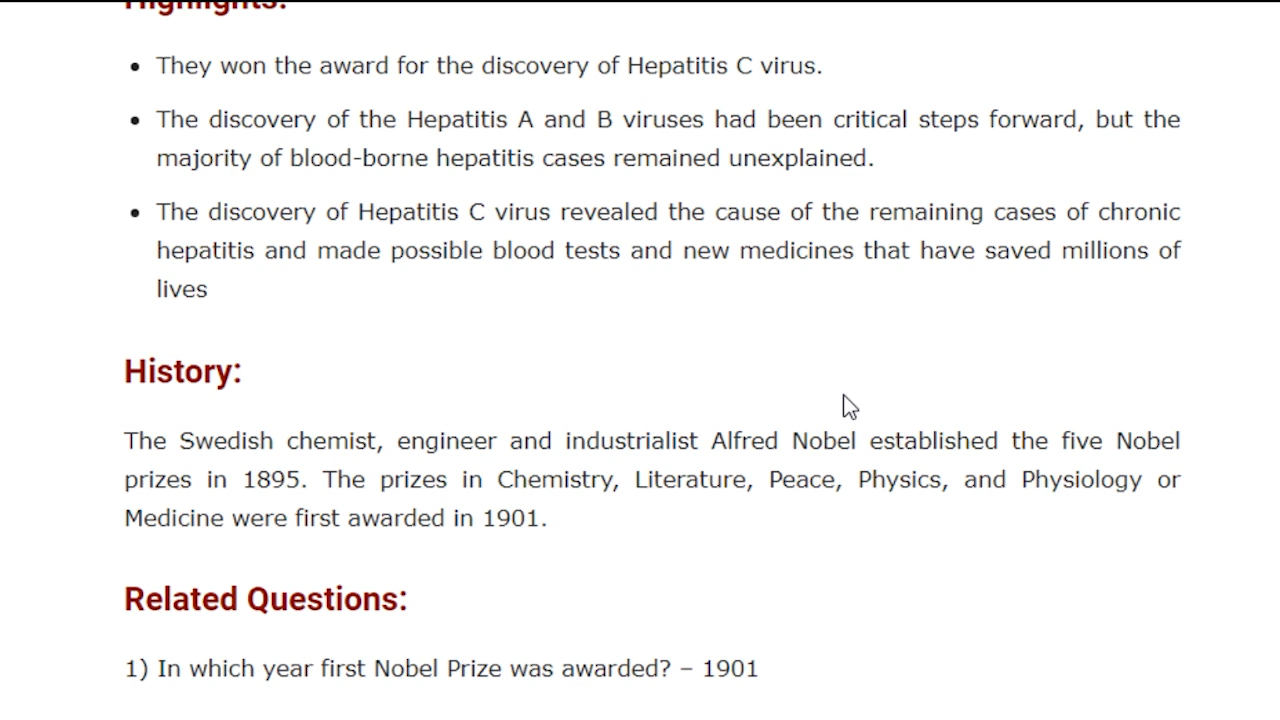 Highlights:
• They won the award for the discovery of Hepatitis C virus.
• The discovery of the Hepatitis A and B viruses had been critical steps forward, but the
majority of blood-borne hepatitis cases remained unexplained.
• The discovery of Hepatitis C virus revealed the cause of the remaining cases of chronic
hepatitis and made possible blood tests and new medicines that have saved millions of
lives
History:
The Swedish chemist, engineer and industrialist Alfred Nobel established the five Nobel
prizes in 1895. The prizes in Chemistry, Literature, Peace, Physics, and Physiology or
Medicine were first awarded in 1901.
Related Questions:
1) In which year first Nobel Prize was awarded? – 1901